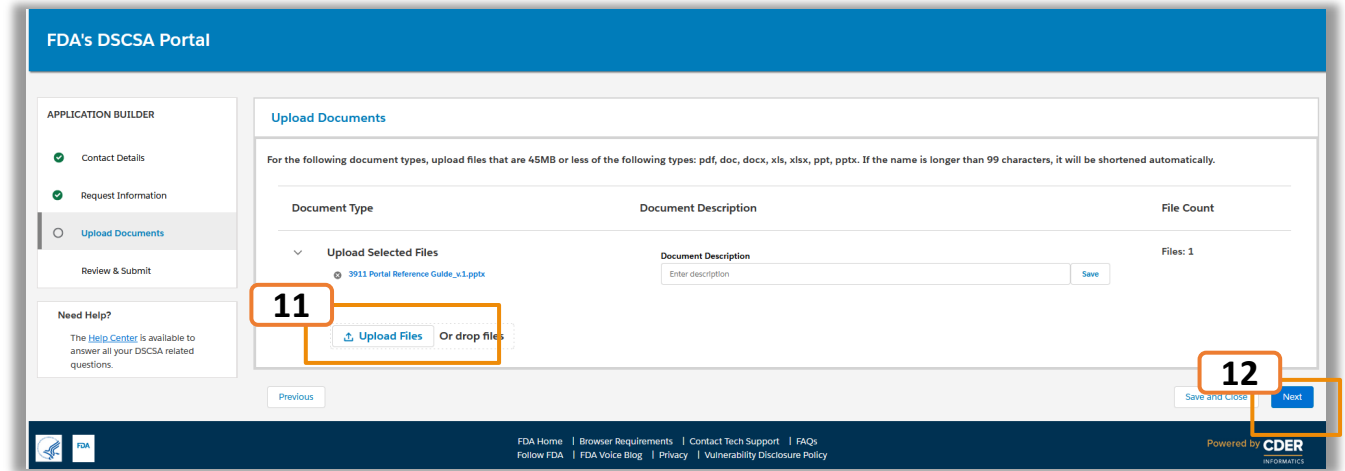 FDA's DSCSA Portal
APPLICATION BUILDER
Contact Details
Request Information
Upload Documents
Review & Submit
Need Help?
The Help Center is available to
answer all your DSCSA related
questions.
Upload Documents
For the following document types, upload files that are 45MB or less of the following types: pdf, doc, docx, xls, xlsx, ppt, pptx. If the name is longer than 99 characters, it will be shortened automatically.
Document Type Document Description File Count
Upload Selected Files Document Description Files: 1
3911 Portal Reference Guide_v.1.pptx Enter description Save
11
Upload Files Or drop files
12
Previous Save and Close Next
FDA FDA Home | Browser Requirements | Contact Tech Support | FAQs
Follow FDA | FDA Voice Blog | Privacy | Vulnerability Disclosure Policy
Powered by CDER
INFORMATICS